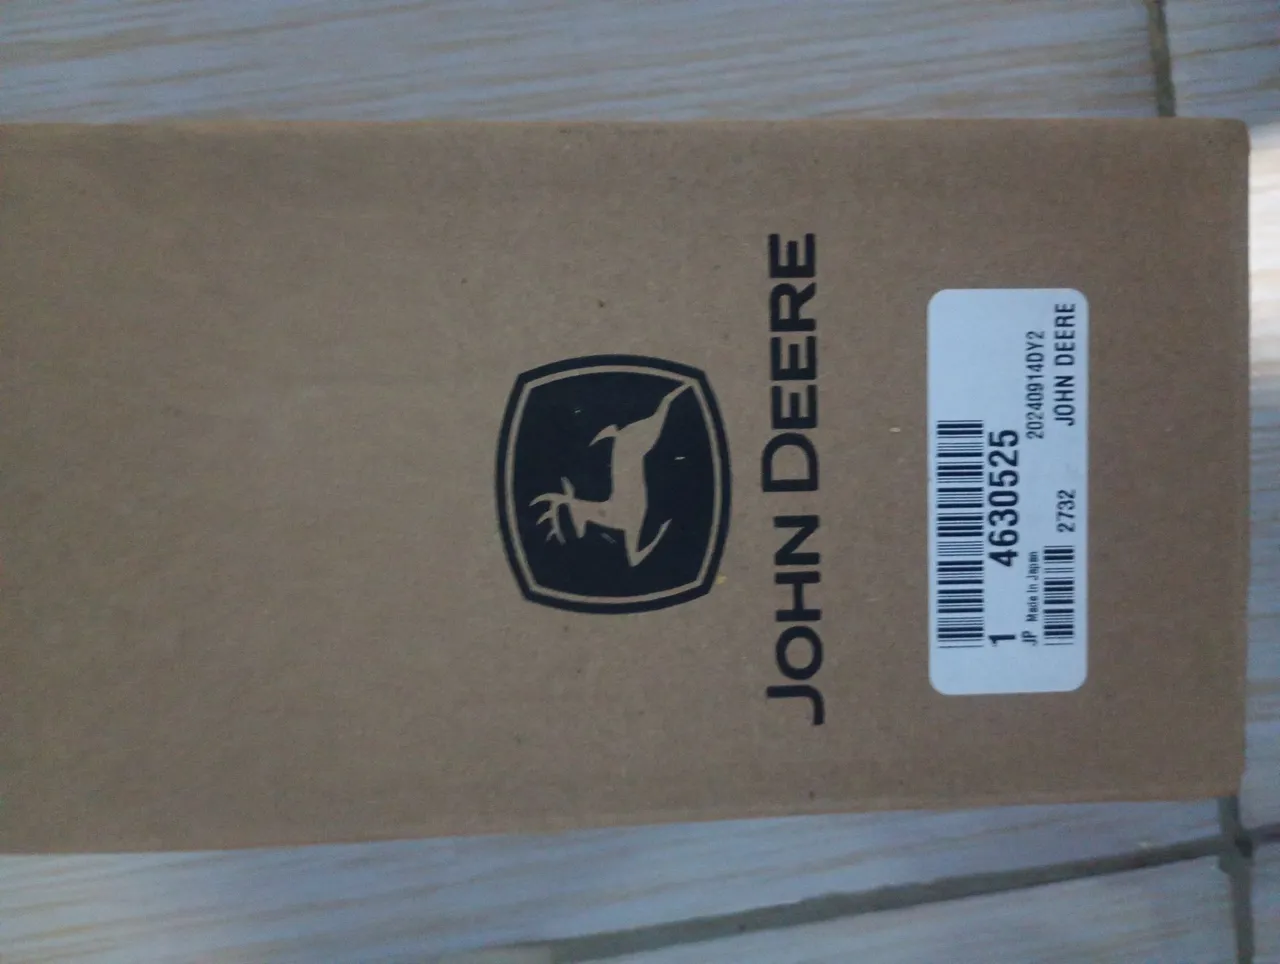 JOHN DEERE
1 4630525
JP Made In Japan 20240914DY2
2732 JOHN DEERE